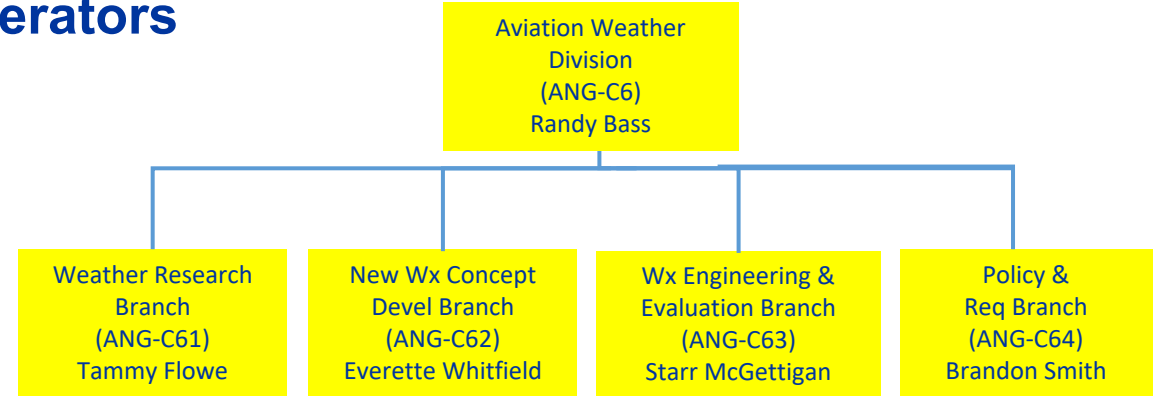 erators
Aviation Weather
Division
(ANG-C6)
Randy Bass
Weather Research
Branch
(ANG-C61)
Tammy Flowe
New Wx Concept
Devel Branch
(ANG-C62)
Everette Whitfield
Wx Engineering &
Evaluation Branch
(ANG-C63)
Starr McGettigan
Policy &
Req Branch
(ANG-C64)
Brandon Smith